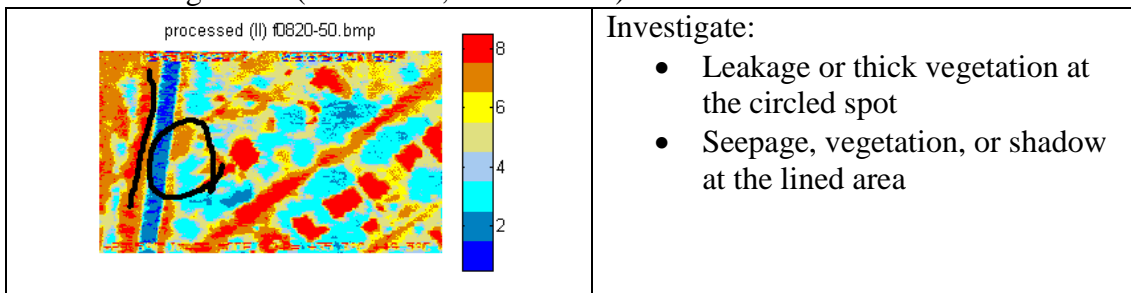 processed (II) f0820-50.bmp
8
6
4
2
Investigate:
• Leakage or thick vegetation at
the circled spot
• Seepage, vegetation, or shadow
at the lined area